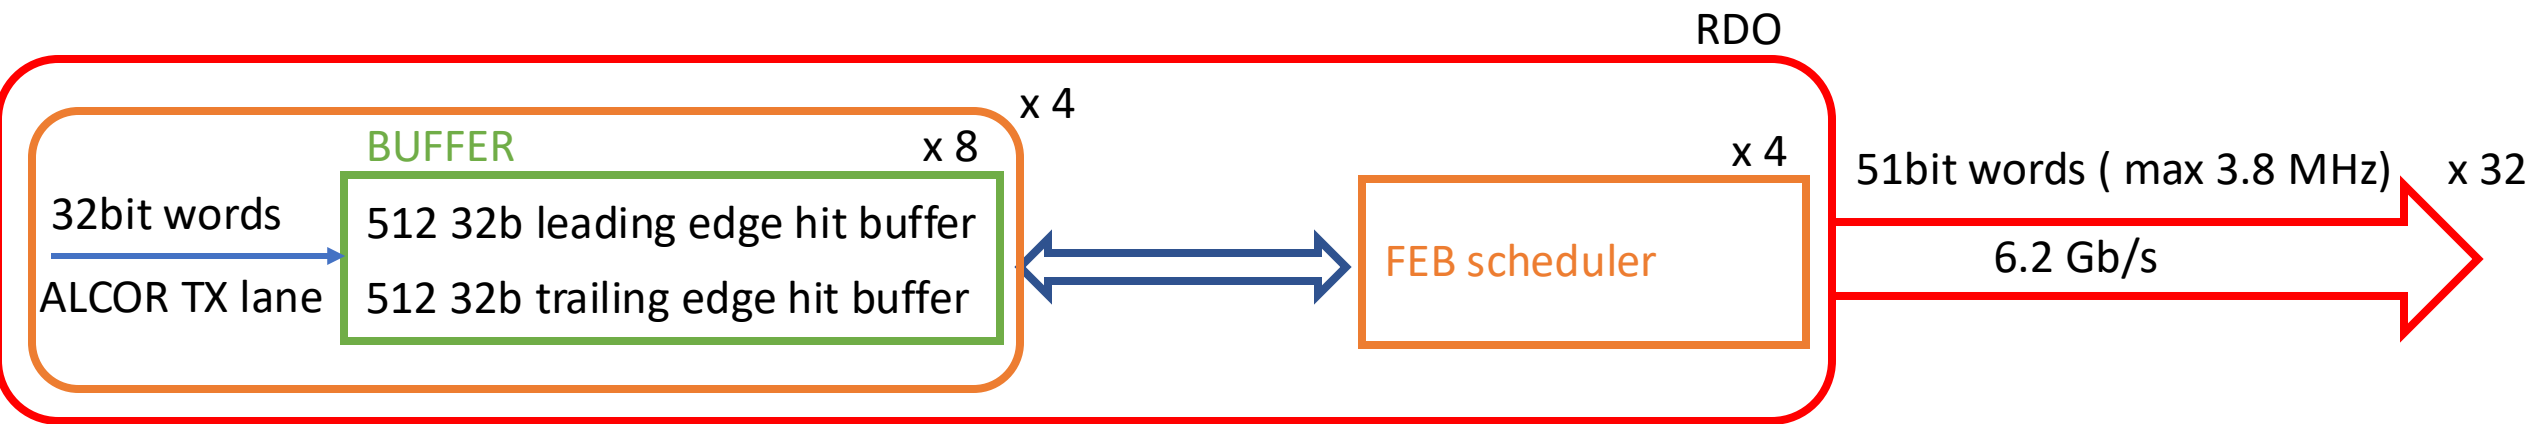 RDO
x 4
BUFFER
x 8
32bit words
ALCOR TX lane
512 32b leading edge hit buffer
512 32b trailing edge hit buffer
x 4
FEB scheduler
51bit words ( max 3.8 MHz)
x 32
6.2 Gb/s